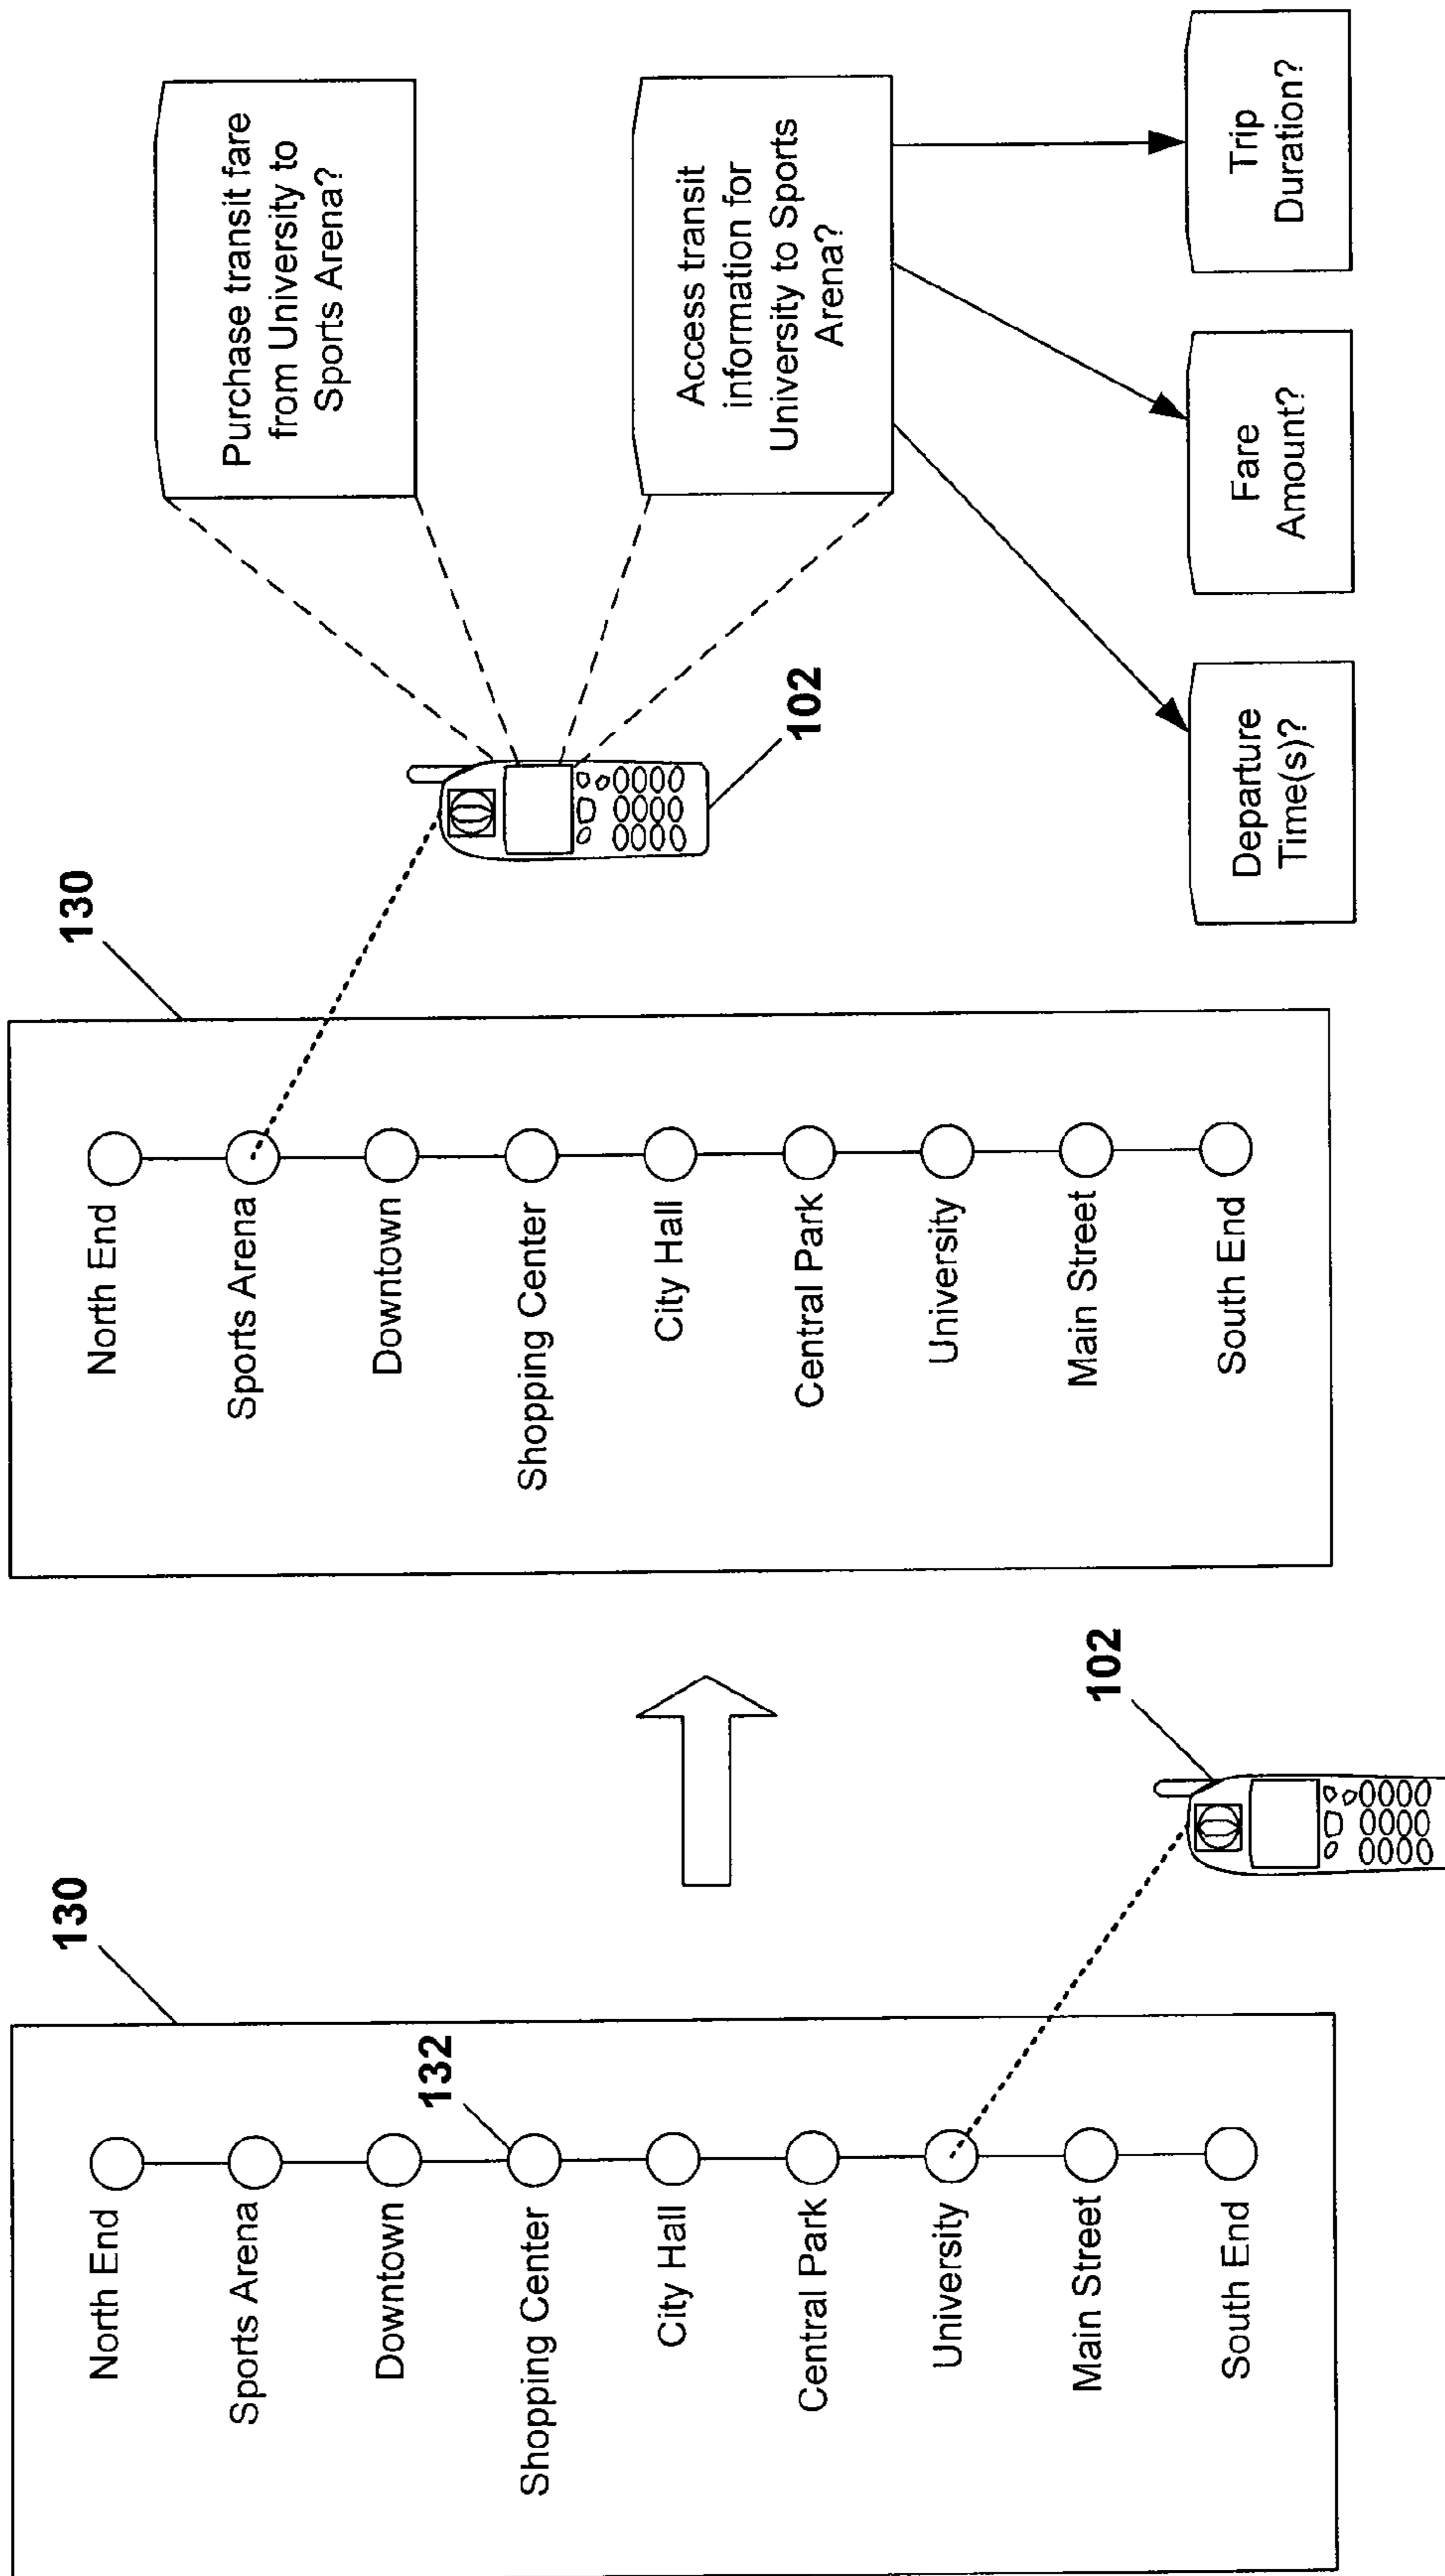 130
North End
Sports Arena
Downtown
132
Shopping Center
City Hall
Central Park
University
Main Street
South End
102
130
North End
Sports Arena
Downtown
Shopping Center
City Hall
Central Park
University
Main Street
South End
102
Purchase transit fare
from University to
Sports Arena?
Access transit
information for
University to Sports
Arena?
Departure
Time(s)?
Fare
Amount?
Trip
Duration?